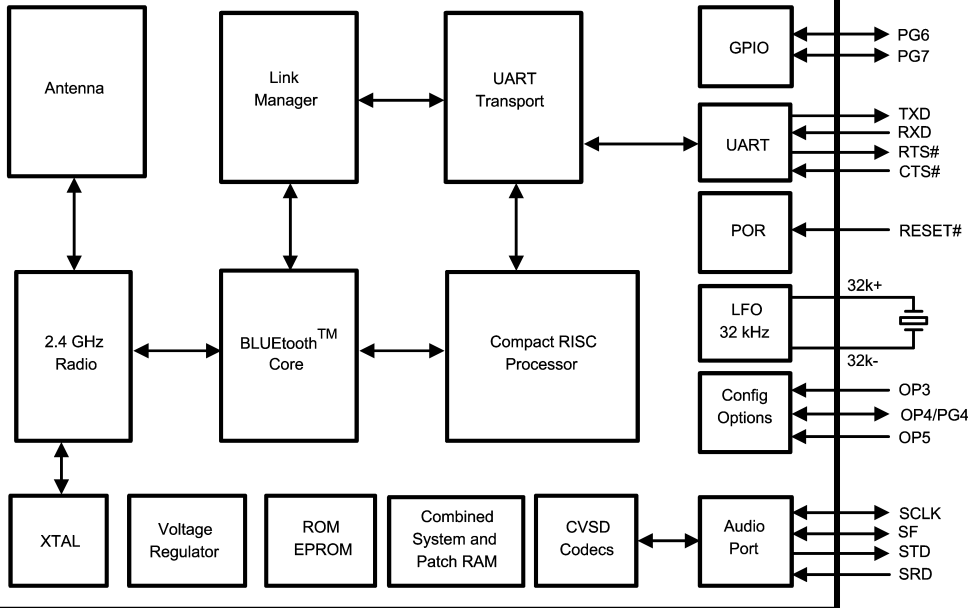 Antenna
Link
Manager
UART
Transport
GPIO
PG6
PG7
UART
TXD
RXD
RTS#
CTS#
POR
RESET#
2.4 GHz
Radio
BLUEtooth™
Core
Compact RISC
Processor
LFO
32 kHz
32k+
32k-
Config
Options
OP3
OP4/PG4
OP5
XTAL
Voltage
Regulator
ROM
EPROM
Combined
System and
Patch RAM
CVSD
Codecs
Audio
Port
SCLK
SF
STD
SRD